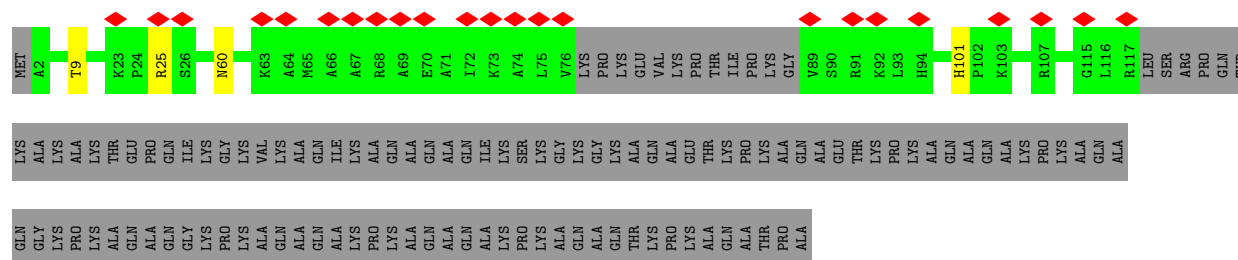 MET A2 T9 K23 P24 R25 S26 N60 K63 A64 M65 A66 A67 R68 A69 E70 A71 I72 K73 A74 L75 V76 LYS PRO LYS GLU VAL LYS PRO THR ILE PRO LYS GLY V89 S90 R91 K92 L93 H94 H101 P102 K103 R107 G115 L116 R117 LEU SER ARG PRO GLN THR
LYS ALA LYS ALA LYS THR GLU PRO GLN ILE LYS GLY LYS VAL LYS ALA GLN ILE LYS ALA GLN ALA GLN ALA GLN ILE LYS SER LYS GLY LYS GLY LYS ALA GLN ALA GLU THR LYS PRO LYS ALA GLN ALA GLU THR LYS PRO LYS ALA GLN ALA GLN ALA LYS PRO LYS ALA GLN ALA
GLN GLY LYS PRO LYS ALA GLN ALA GLN GLY LYS PRO LYS ALA GLN ALA GLN ALA LYS PRO LYS ALA GLN ALA GLN ALA LYS PRO LYS ALA GLN ALA GLN THR LYS PRO LYS ALA GLN ALA THR PRO ALA